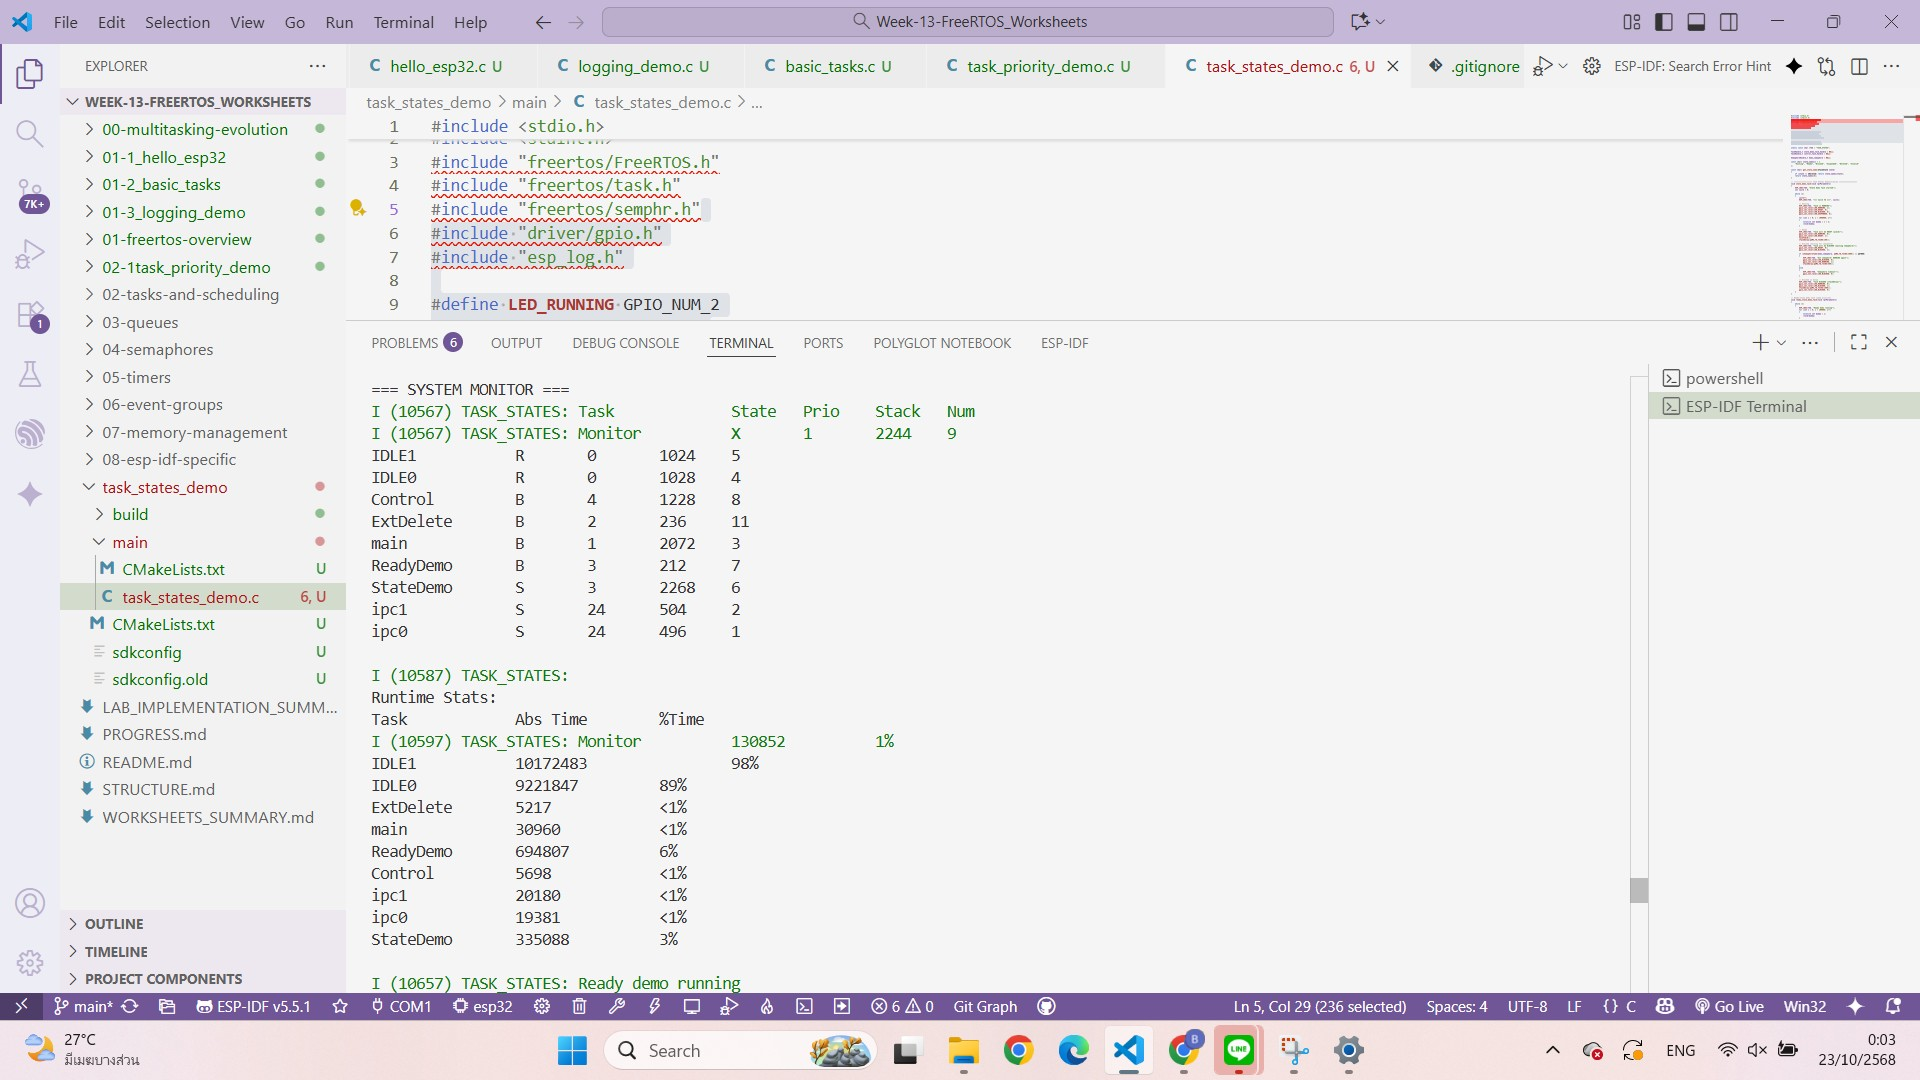 File Edit Selection View Go Run Terminal Help
Week-13-FreeRTOS_Worksheets
EXPLORER
WEEK-13-FREERTOS_WORKSHEETS
00-multitasking-evolution
01-1_hello_esp32
01-2_basic_tasks
01-3_logging_demo
01-freertos-overview
02-1task_priority_demo
02-tasks-and-scheduling
03-queues
04-semaphores
05-timers
06-event-groups
07-memory-management
08-esp-idf-specific
task_states_demo
build
main
CMakeLists.txt U
task_states_demo.c 6, U
CMakeLists.txt U
sdkconfig U
sdkconfig.old U
LAB_IMPLEMENTATION_SUMM...
PROGRESS.md
README.md
STRUCTURE.md
WORKSHEETS_SUMMARY.md
OUTLINE
TIMELINE
PROJECT COMPONENTS
7K+
1
C hello_esp32.c U C logging_demo.c U C basic_tasks.c U C task_priority_demo.c U C task_states_demo.c 6, U .gitignore ESP-IDF: Search Error Hint
task_states_demo > main > C task_states_demo.c > ...
1 #include <stdio.h>
2 #include <stdint.h>
3 #include "freertos/FreeRTOS.h"
4 #include "freertos/task.h"
5 #include "freertos/semphr.h"
6 #include "driver/gpio.h"
7 #include "esp_log.h"
8
9 #define LED_RUNNING GPIO_NUM_2
PROBLEMS 6 OUTPUT DEBUG CONSOLE TERMINAL PORTS POLYGLOT NOTEBOOK ESP-IDF
powershell
ESP-IDF Terminal
=== SYSTEM MONITOR ===
I (10567) TASK_STATES: Task State Prio Stack Num
I (10567) TASK_STATES: Monitor X 1 2244 9
IDLE1 R 0 1024 5
IDLE0 R 0 1028 4
Control B 4 1228 8
ExtDelete B 2 236 11
main B 1 2072 3
ReadyDemo B 3 212 7
StateDemo S 3 2268 6
ipc1 S 24 504 2
ipc0 S 24 496 1
I (10587) TASK_STATES:
Runtime Stats:
Task Abs Time %Time
I (10597) TASK_STATES: Monitor 130852 1%
IDLE1 10172483 98%
IDLE0 9221847 89%
ExtDelete 5217 <1%
main 30960 <1%
ReadyDemo 694807 6%
Control 5698 <1%
ipc1 20180 <1%
ipc0 19381 <1%
StateDemo 335088 3%
I (10657) TASK_STATES: Ready demo running
main* ESP-IDF v5.5.1 COM1 esp32 6 0 Git Graph Ln 5, Col 29 (236 selected) Spaces: 4 UTF-8 LF {} C Go Live Win32
27°C
มีเมฆบางส่วน
Search
B
LINE
ENG
0:03
23/10/2568